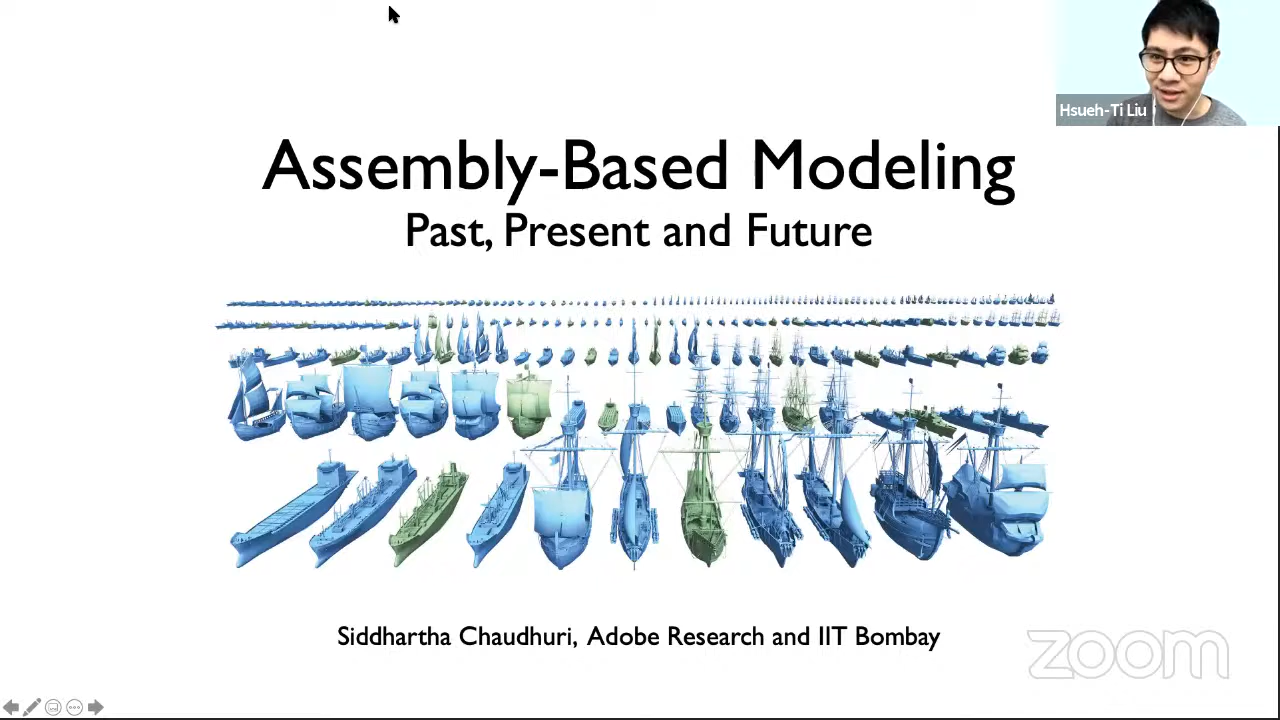 Hsueh-Ti Liu
Assembly-Based Modeling
Past, Present and Future
Siddhartha Chaudhuri, Adobe Research and IIT Bombay
zoom